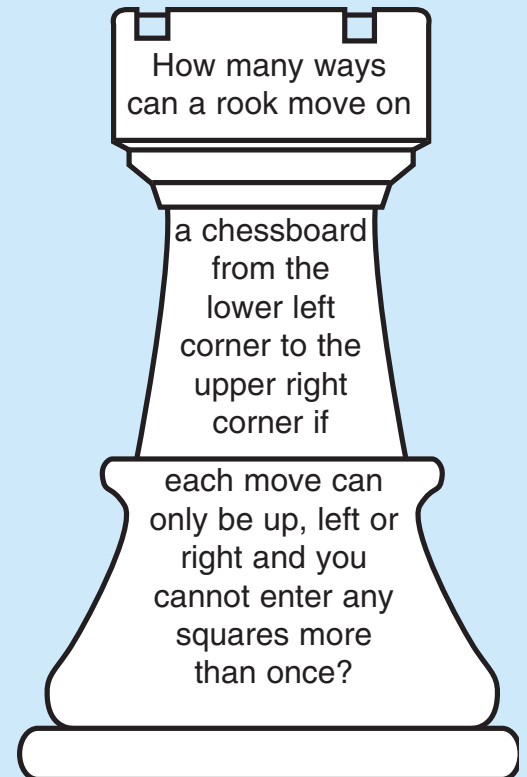 How many ways
can a rook move on
a chessboard
from the
lower left
corner to the
upper right
corner if
each move can
only be up, left or
right and you
cannot enter any
squares more
than once?